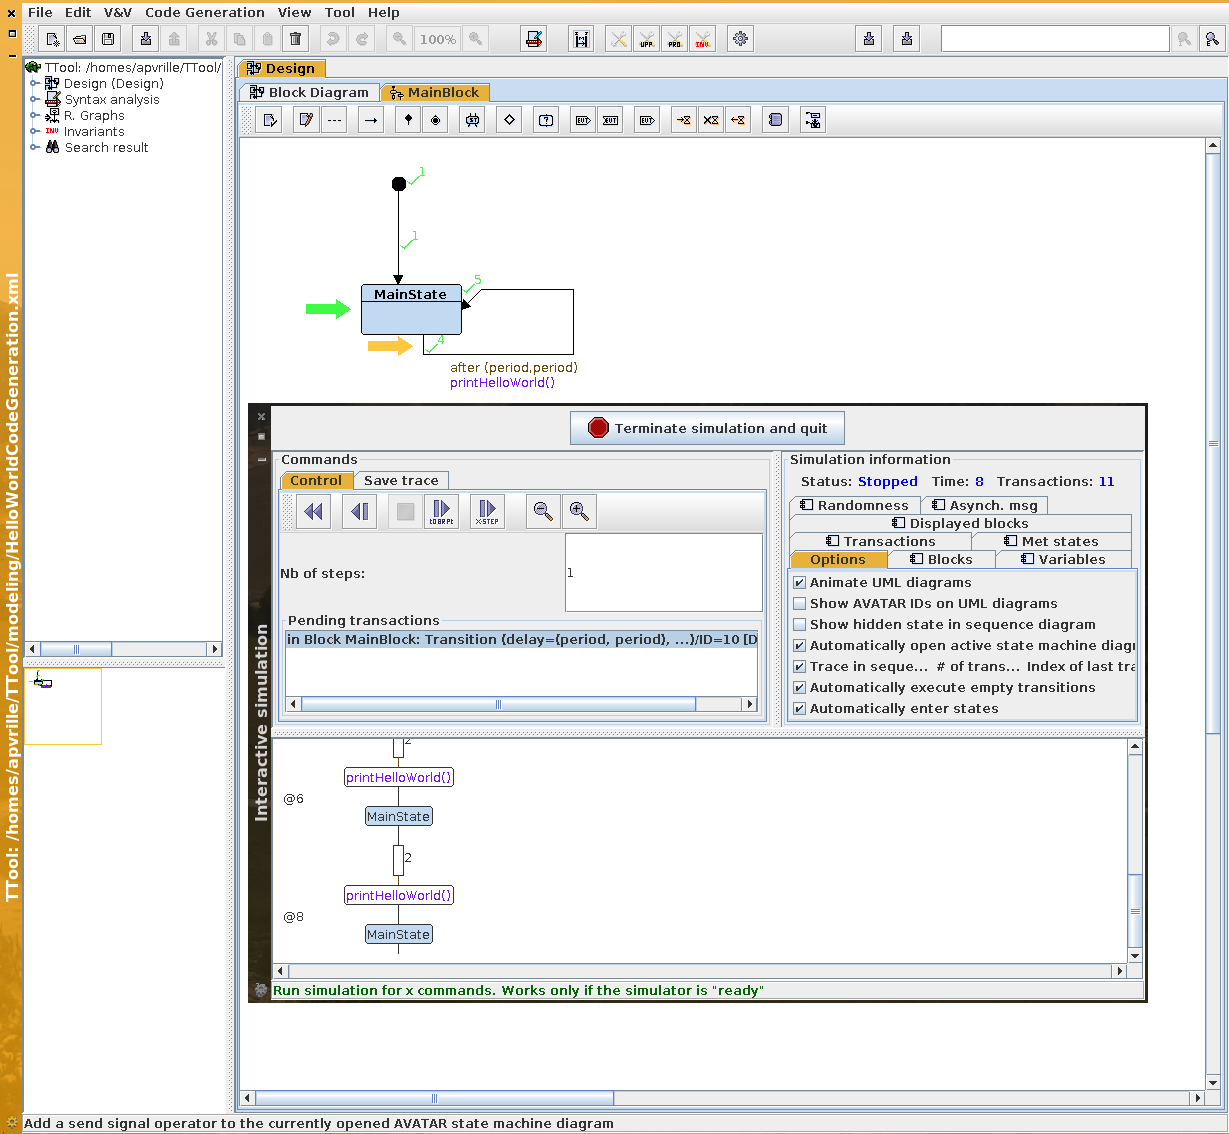 File Edit V&V Code Generation View Tool Help
100%
TTool: /homes/apvrille/TTool/
Design (Design)
Syntax analysis
R. Graphs
Invariants
Search result
Design
Block Diagram MainBlock
1
1
MainState
5
4
after (period,period)
printHelloWorld()
Terminate simulation and quit
Commands
Control Save trace
Nb of steps:
1
Pending transactions
in Block MainBlock: Transition {delay={period, period}, ...}/ID=10 [D
Simulation information
Status: Stopped Time: 8 Transactions: 11
Randomness Asynch. msg
Displayed blocks
Transactions Met states
Options Blocks Variables
Animate UML diagrams
Show AVATAR IDs on UML diagrams
Show hidden state in sequence diagram
Automatically open active state machine diagr
Trace in seque... # of trans... Index of last tra
Automatically execute empty transitions
Automatically enter states
2
printHelloWorld()
@6
MainState
2
printHelloWorld()
@8
MainState
Run simulation for x commands. Works only if the simulator is "ready"
Interactive simulation
TTool: /homes/apvrille/TTool/modeling/HelloWorldCodeGeneration.xml
Add a send signal operator to the currently opened AVATAR state machine diagram